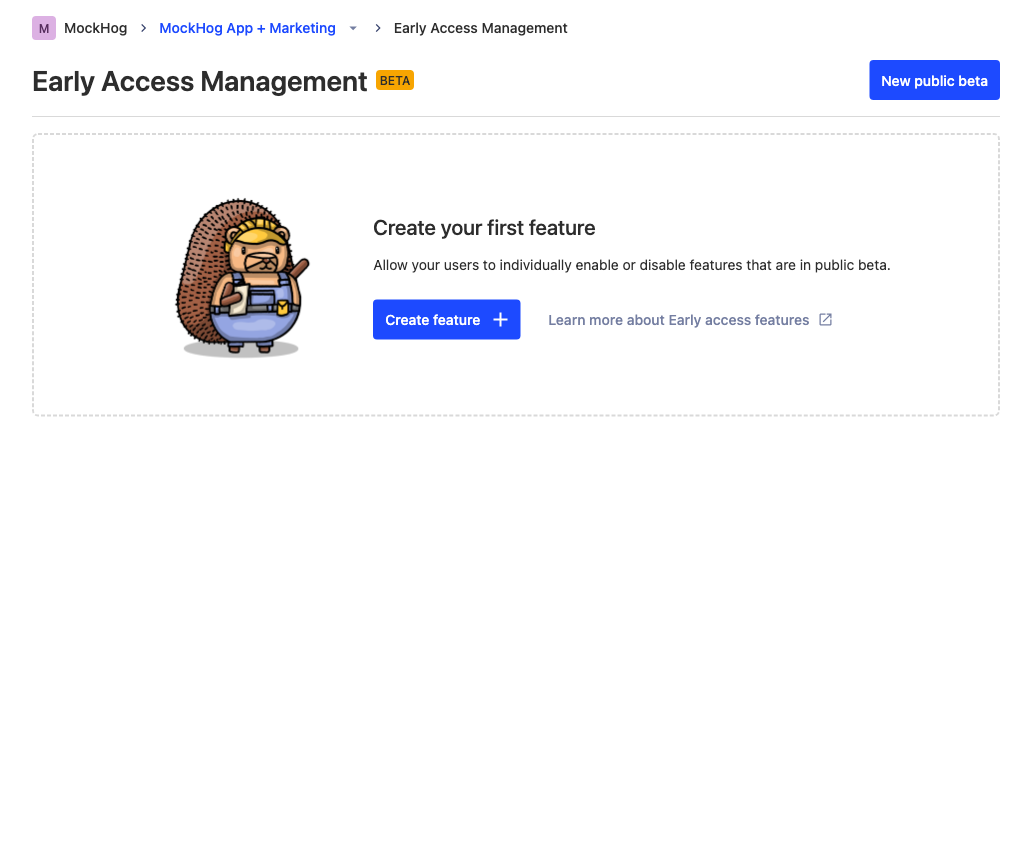 M MockHog MockHog App + Marketing Early Access Management
Early Access Management BETA
New public beta
Create your first feature
Allow your users to individually enable or disable features that are in public beta.
Create feature
Learn more about Early access features